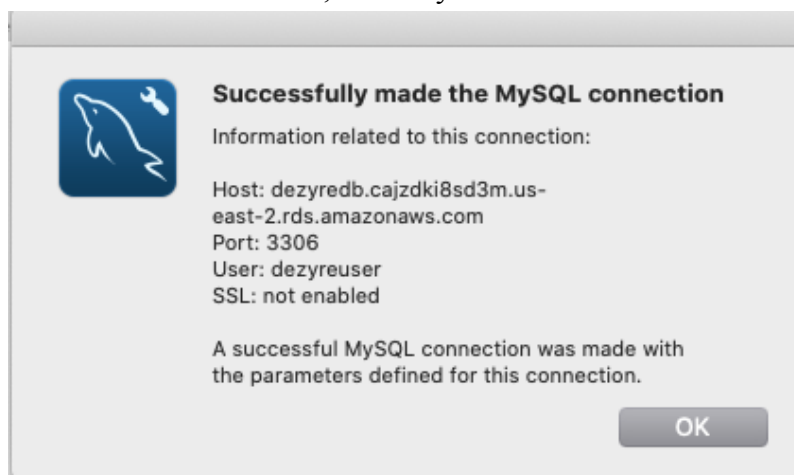 Successfully made the MySQL connection
Information related to this connection:
Host: dezyredb.cajzdki8sd3m.us-
east-2.rds.amazonaws.com
Port: 3306
User: dezyreuser
SSL: not enabled
A successful MySQL connection was made with
the parameters defined for this connection.
OK